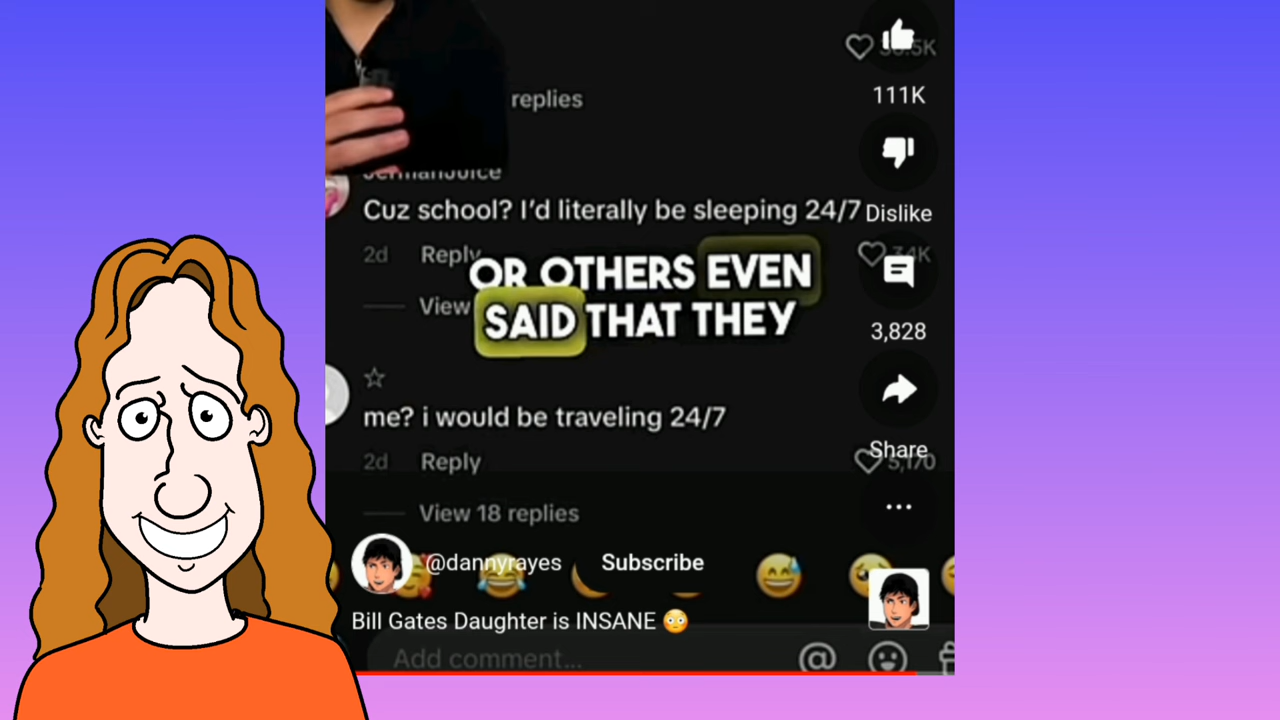 replies
111K
Cuz school? I'd literally be sleeping 24/7
Dislike
2d Reply
OR OTHERS EVEN
View
SAID THAT THEY
3,828
me? i would be traveling 24/7
Share
2d Reply
5,170
View 18 replies
@dannyrayes Subscribe
Bill Gates Daughter is INSANE 😳
Add comment...